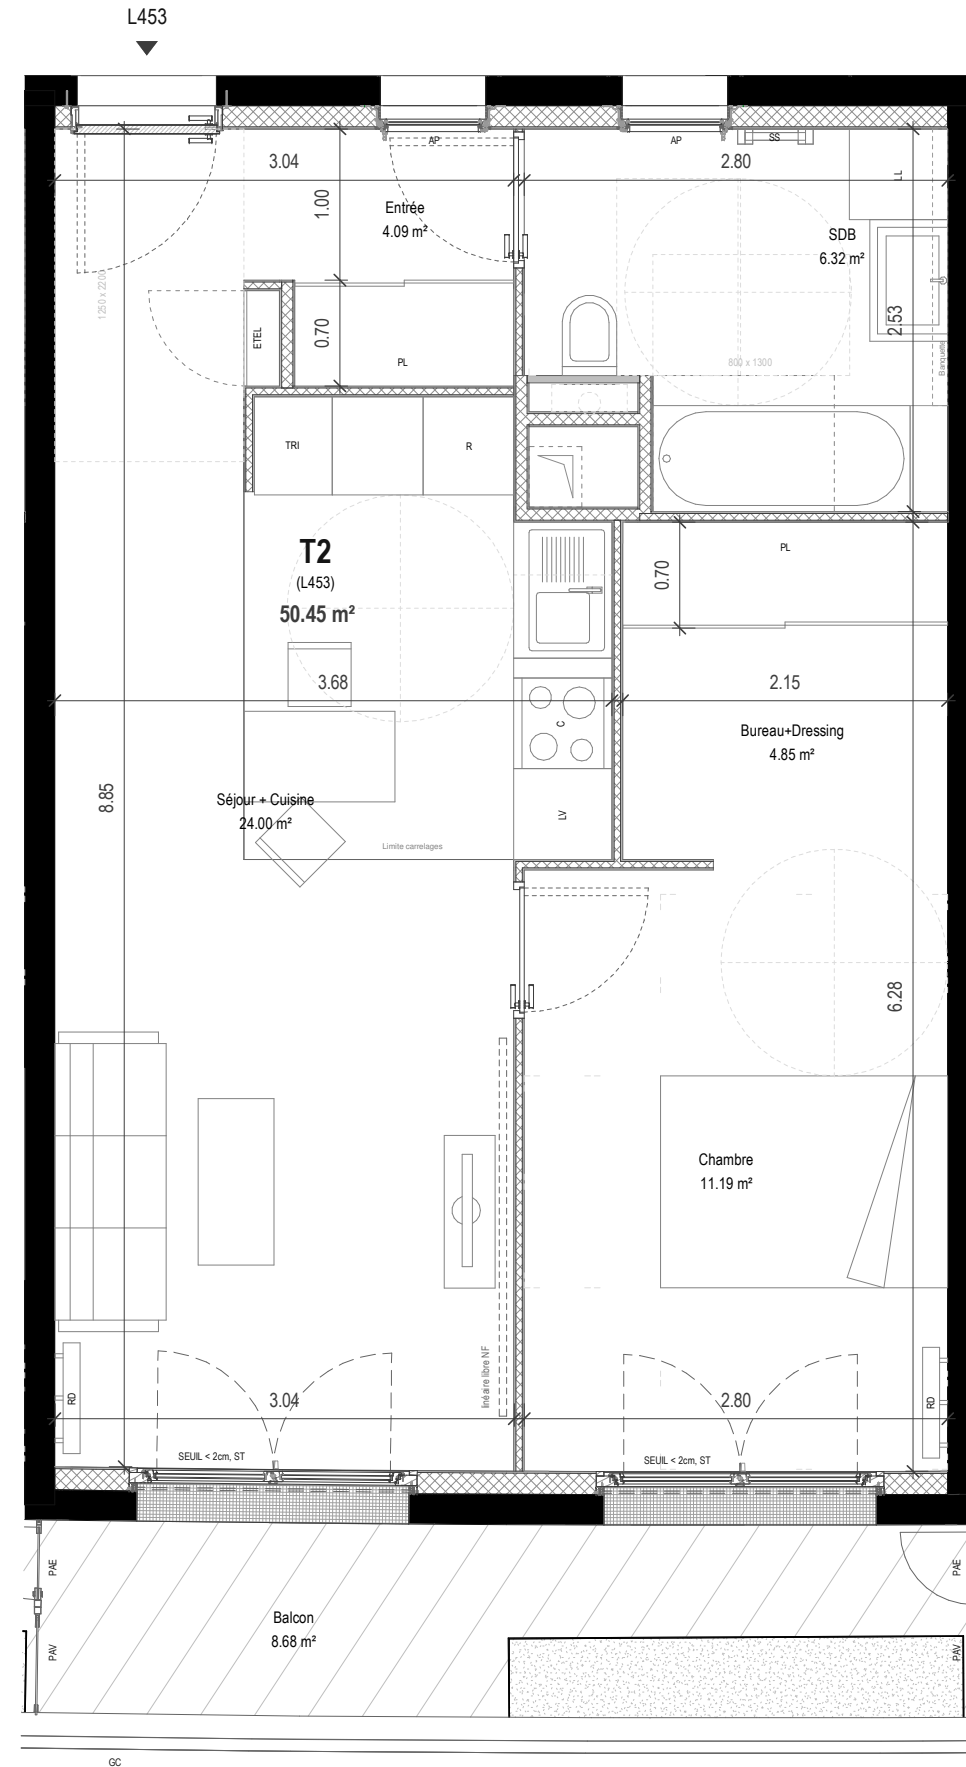 L453
AP
AP
SS
3.04
2.80
LL
1.00
Entrée
4.09 m²
SDB
6.32 m²
1250 x 2200
2.53
0.70
ETEL
PL
800 x 1300
Banquette
TRI
R
T2
(L453)
50.45 m²
PL
0.70
3.68
2.15
C
Bureau+Dressing
4.85 m²
8.85
Séjour + Cuisine
24.00 m²
LV
Limite carrelages
6.28
Chambre
11.19 m²
linéaire libre NF
RD
3.04
2.80
RD
SEUIL < 2cm, ST
SEUIL < 2cm, ST
PAE
PAE
Balcon
8.68 m²
PAV
PAV
GC